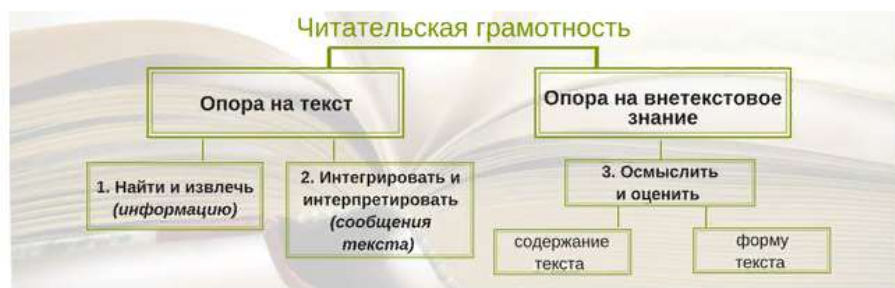 Читательская грамотность
Опора на текст
Опора на внетекстовое
знание
1. Найти и извлечь
(информацию)
2. Интегрировать и
интерпретировать
(сообщения
текста)
3. Осмыслить
и оценить
содержание
текста
форму
текста